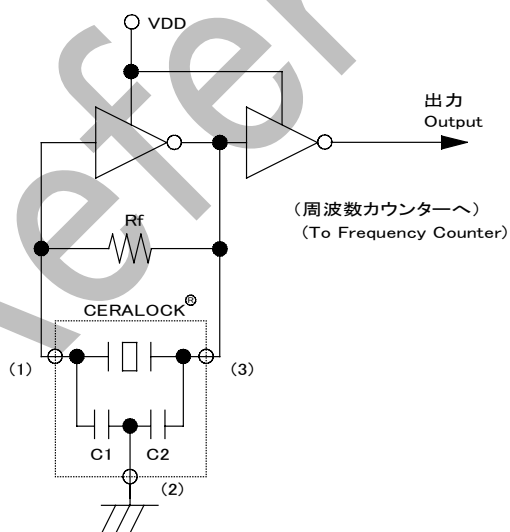 VDD
出力
Output
Rf
(周波数カウンターへ)
(To Frequency Counter)
CERALOCK®
(1)
(3)
C1
C2
(2)